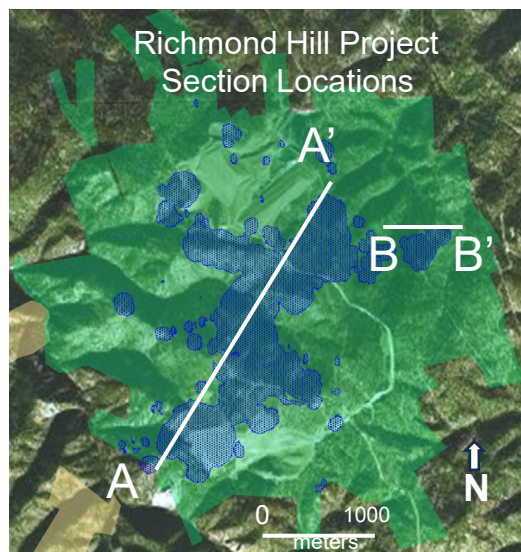 Richmond Hill Project
Section Locations
A’
B B’
A
N
0 1000
meters